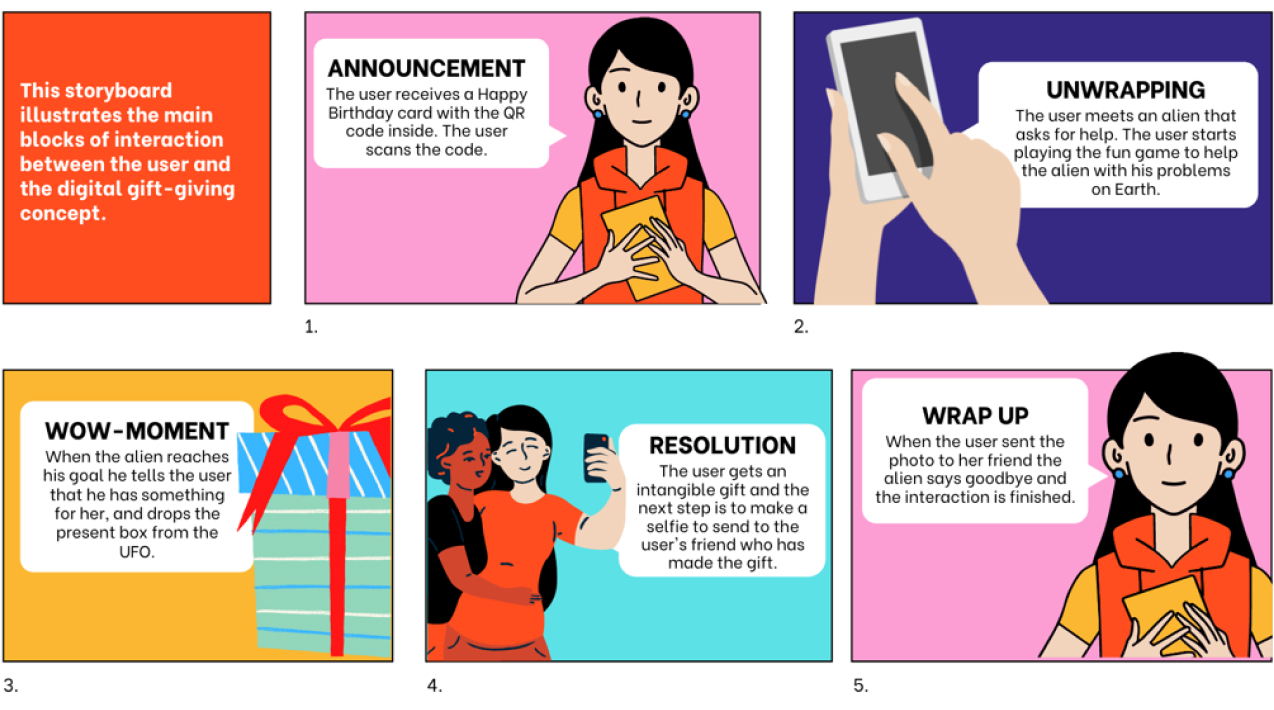 This storyboard
illustrates the main
blocks of interaction
between the user and
the digital gift-giving
concept.
ANNOUNCEMENT
The user receives a Happy
Birthday card with the QR
code inside. The user
scans the code.
1.
UNWRAPPING
The user meets an alien that
asks for help. The user starts
playing the fun game to help
the alien with his problems
on Earth.
2.
WOW-MOMENT
When the alien reaches
his goal he tells the user
that he has something
for her, and drops the
present box from the
UFO.
3.
RESOLUTION
The user gets an
intangible gift and the
next step is to make a
selfie to send to the
user's friend who has
made the gift.
4.
WRAP UP
When the user sent the
photo to her friend the
alien says goodbye and
the interaction is finished.
5.